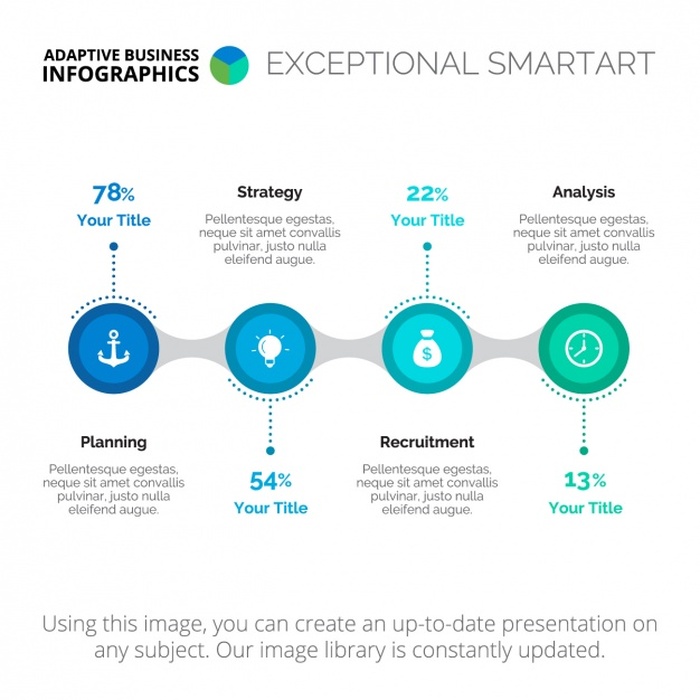 ADAPTIVE BUSINESS
INFOGRAPHICS
EXCEPTIONAL SMARTART
78%
Your Title
Strategy
Pellentesque egestas,
neque sit amet convallis
pulvinar, justo nulla
eleifend augue.
22%
Your Title
Analysis
Pellentesque egestas,
neque sit amet convallis
pulvinar, justo nulla
eleifend augue.
$
Planning
Pellentesque egestas,
neque sit amet convallis
pulvinar, justo nulla
eleifend augue.
54%
Your Title
Recruitment
Pellentesque egestas,
neque sit amet convallis
pulvinar, justo nulla
eleifend augue.
13%
Your Title
Using this image, you can create an up-to-date presentation on
any subject. Our image library is constantly updated.